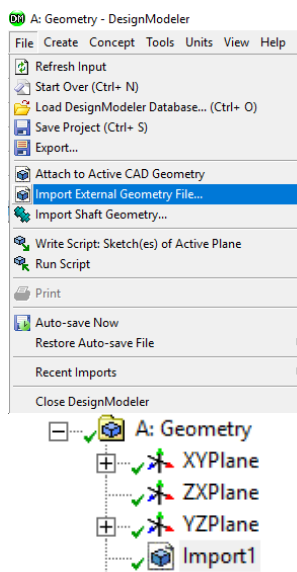 DM A: Geometry - DesignModeler
File Create Concept Tools Units View Help
Refresh Input
Start Over (Ctrl+ N)
Load DesignModeler Database... (Ctrl+ O)
Save Project (Ctrl+ S)
Export...
Attach to Active CAD Geometry
Import External Geometry File...
Import Shaft Geometry...
Write Script: Sketch(es) of Active Plane
Run Script
Print
Auto-save Now
Restore Auto-save File
Recent Imports
Close DesignModeler
A: Geometry
XYPlane
ZXPlane
YZPlane
Import1